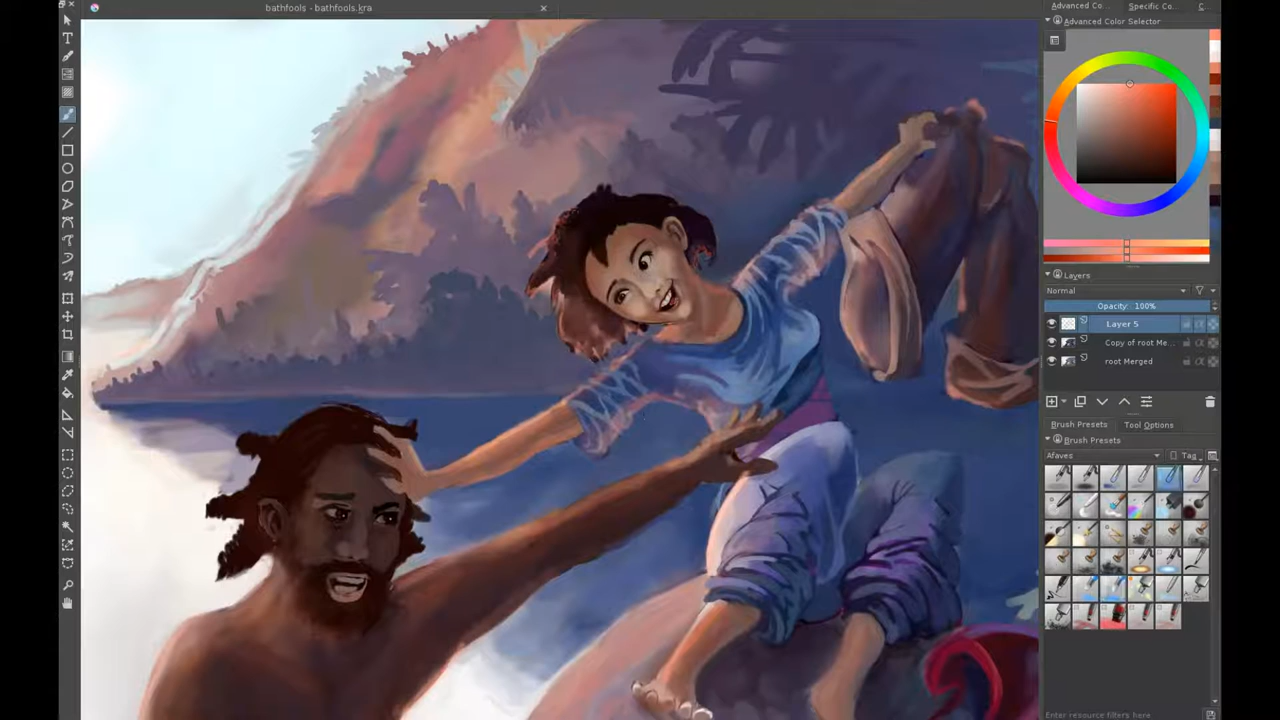 bathfools - bathfools.kra
Advanced Co...
Specific Co...
C...
Advanced Color Selector
Layers
Normal
Opacity: 100%
Layer 5
Copy of root Me...
root Merged
Brush Presets
Tool Options
Brush Presets
Afaves
Tag
Enter resource filters here